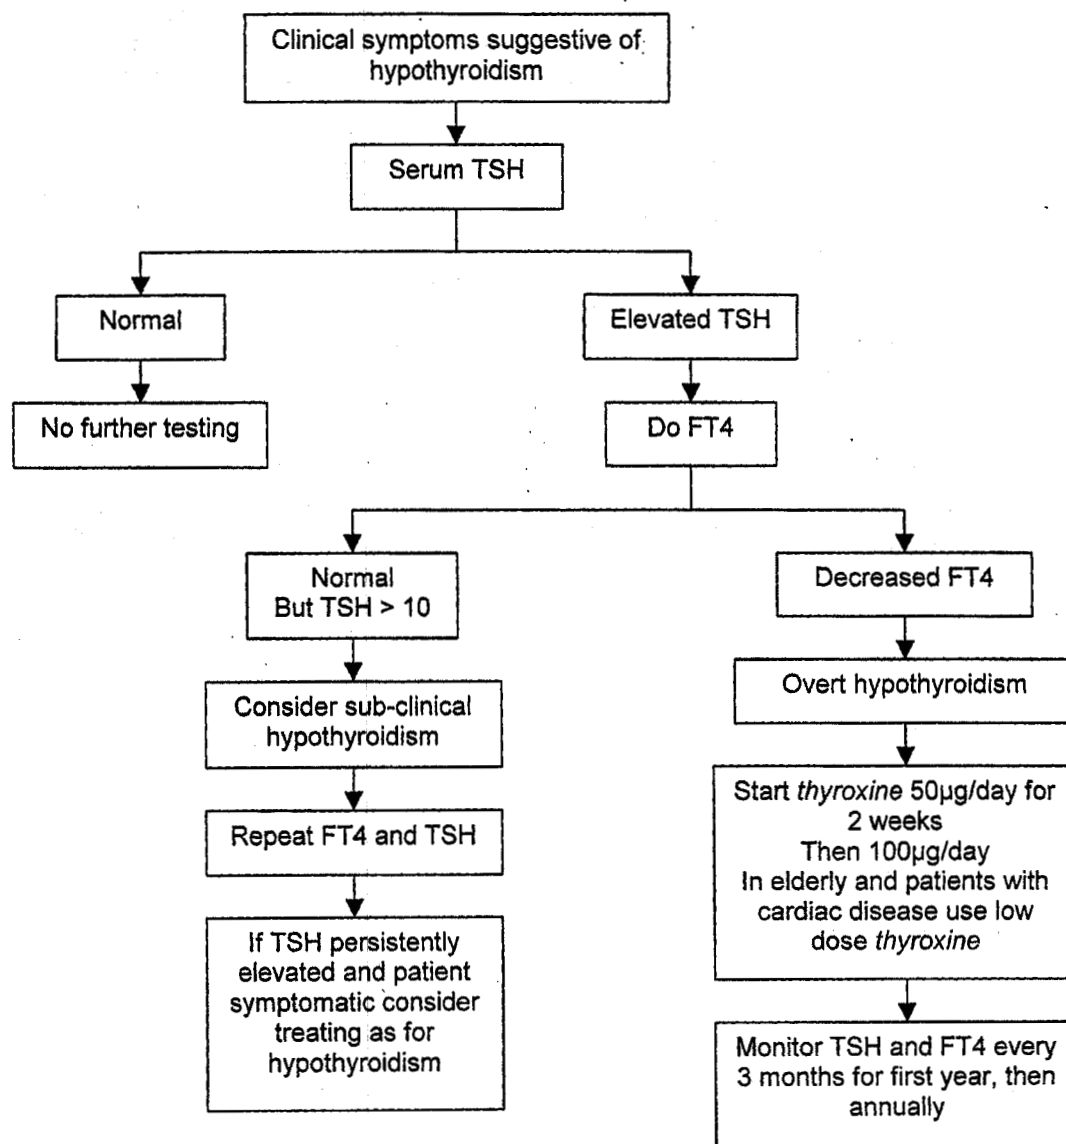 Clinical symptoms suggestive of
hypothyroidism
Serum TSH
Normal
Elevated TSH
No further testing
Do FT4
Normal
But TSH > 10
Decreased FT4
Consider sub-clinical
hypothyroidism
Overt hypothyroidism
Repeat FT4 and TSH
Start thyroxine 50µg/day for
2 weeks
Then 100µg/day
In elderly and patients with
cardiac disease use low
dose thyroxine
If TSH persistently
elevated and patient
symptomatic consider
treating as for
hypothyroidism
Monitor TSH and FT4 every
3 months for first year, then
annually